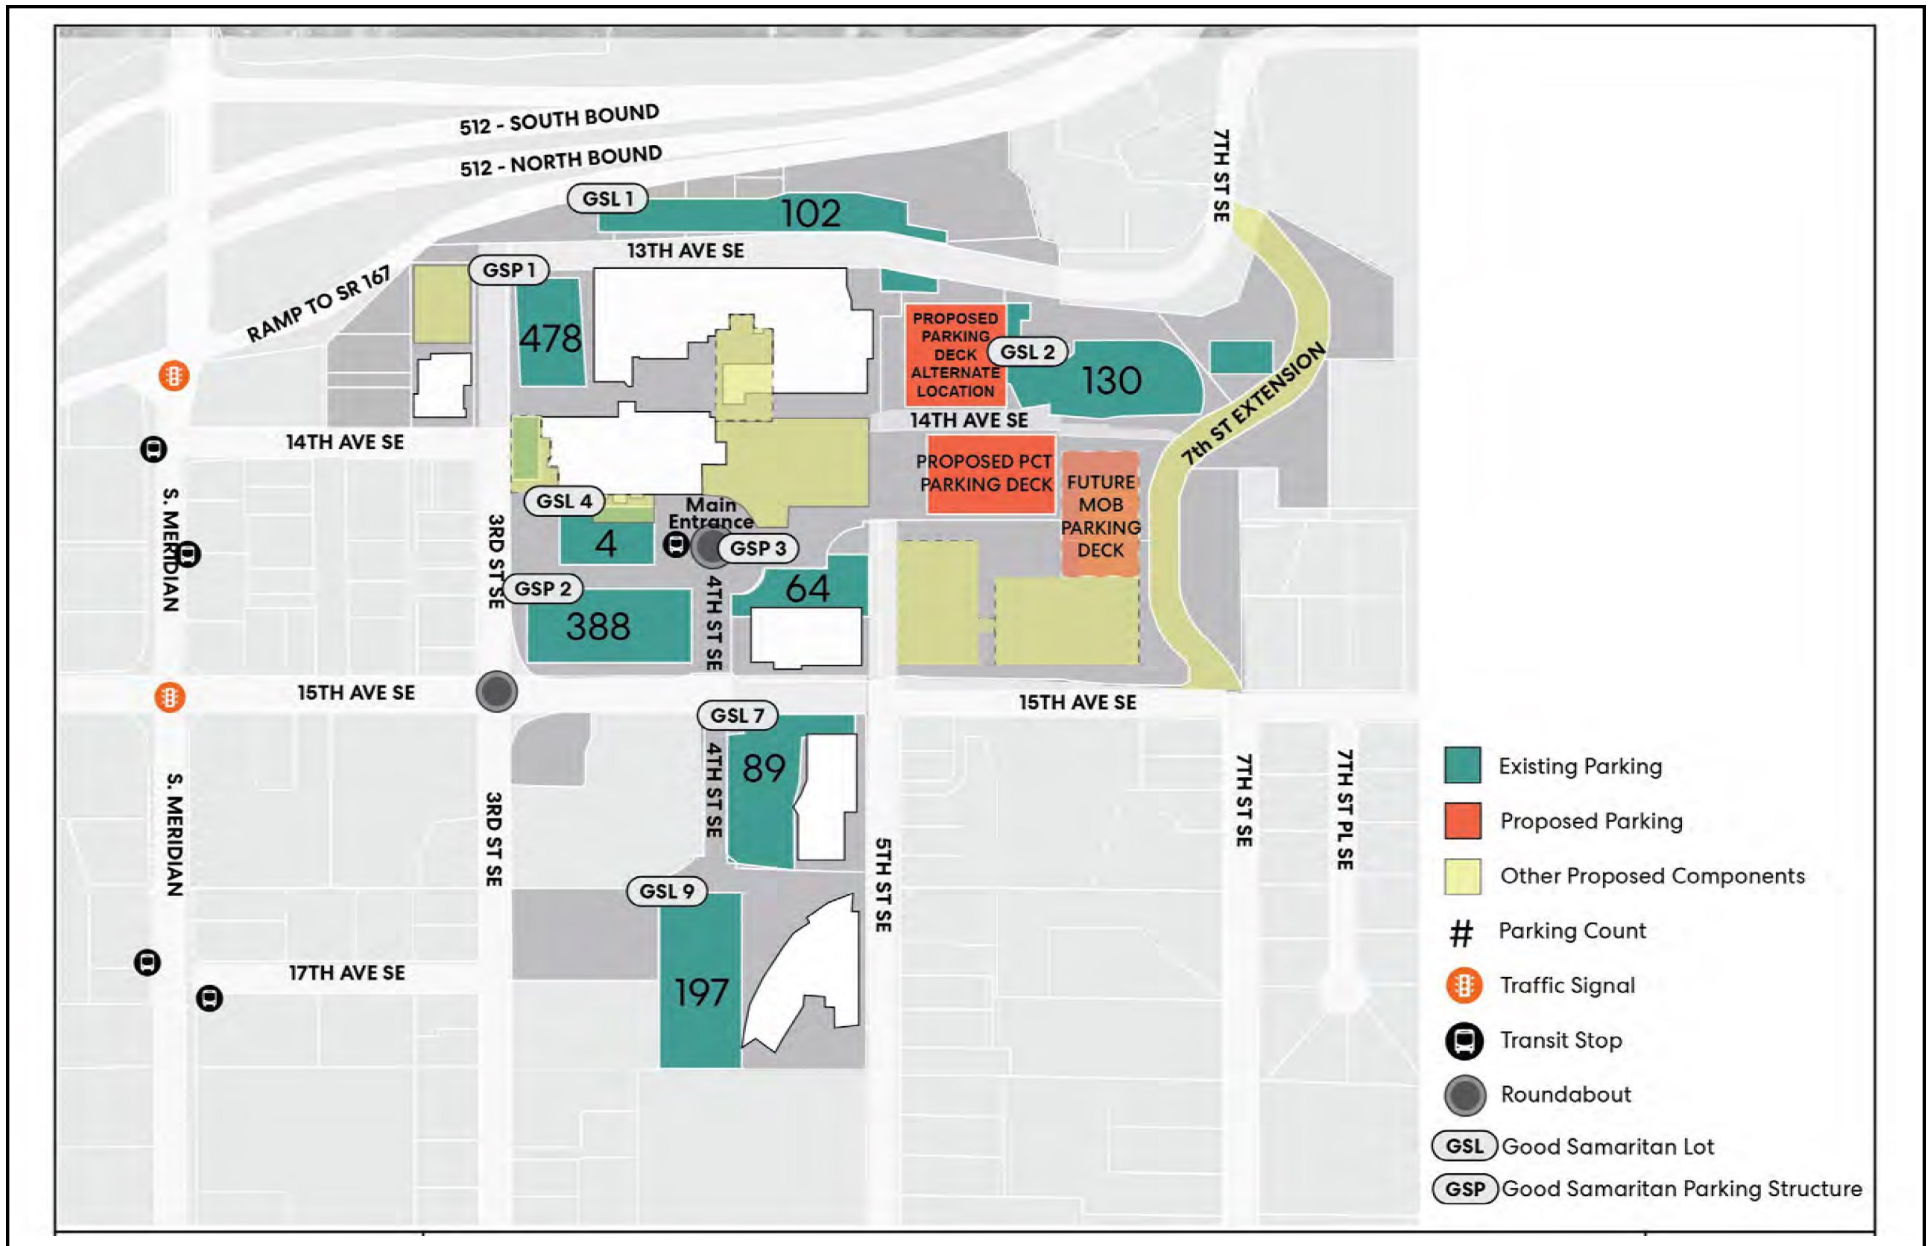 512 - SOUTH BOUND
512 - NORTH BOUND
7TH ST SE
GSL 1
102
13TH AVE SE
RAMP TO SR 167
GSP 1
478
PROPOSED
PARKING
DECK
ALTERNATE
LOCATION
GSL 2
130
7th ST EXTENSION
14TH AVE SE
14TH AVE SE
PROPOSED PCT
PARKING DECK
FUTURE
MOB
PARKING
DECK
S. MERIDIAN
3RD ST SE
GSL 4
4
Main
Entrance
GSP 3
64
GSP 2
388
4TH ST SE
15TH AVE SE
15TH AVE SE
GSL 7
89
4TH ST SE
S. MERIDIAN
3RD ST SE
5TH ST SE
7TH ST SE
7TH ST PL SE
GSL 9
197
17TH AVE SE
Existing Parking
Proposed Parking
Other Proposed Components
# Parking Count
Traffic Signal
Transit Stop
Roundabout
GSL Good Samaritan Lot
GSP Good Samaritan Parking Structure